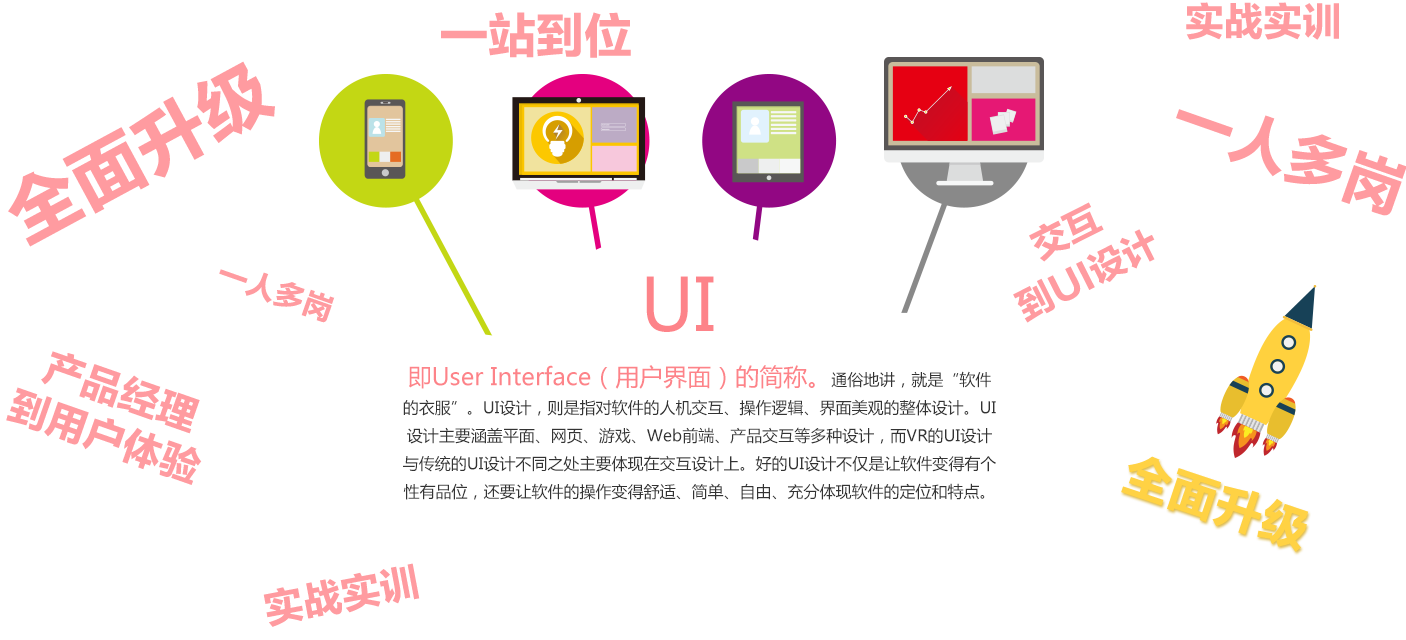 一站到位
实战实训
全面升级
一人多岗
交互
到UI设计
一人多岗
UI
产品经理
到用户体验
即User Interface（用户界面）的简称。通俗地讲，就是“软件
的衣服”。UI设计，则是指对软件的人机交互、操作逻辑、界面美观的整体设计。UI
设计主要涵盖平面、网页、游戏、Web前端、产品交互等多种设计，而VR的UI设计
与传统的UI设计不同之处主要体现在交互设计上。好的UI设计不仅是让软件变得有个
性有品位，还要让软件的操作变得舒适、简单、自由、充分体现软件的定位和特点。
全面升级
实战实训